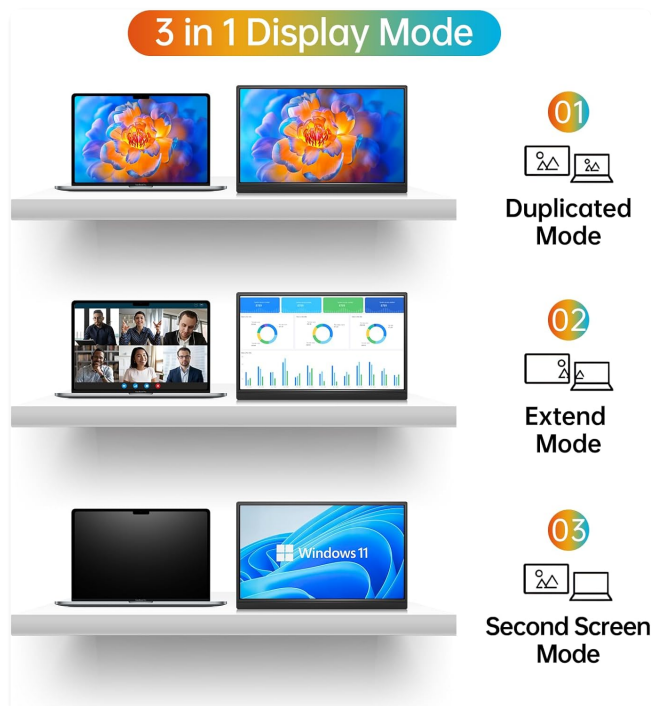 3 in 1 Display Mode
01
Duplicated
Mode
02
Extend
Mode
Windows 11
03
Second Screen
Mode